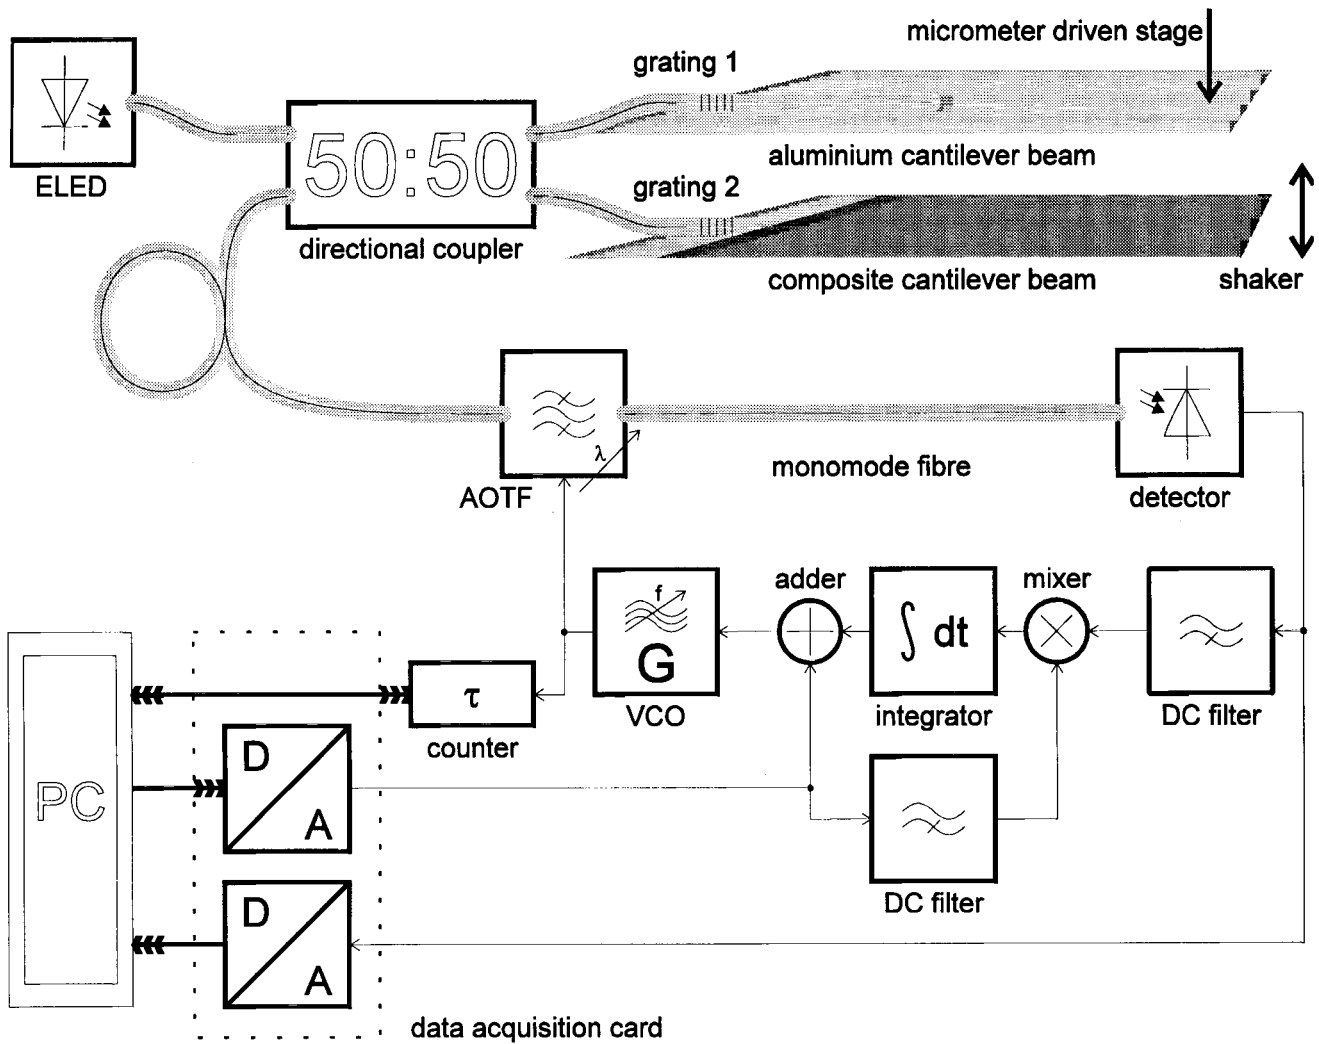 micrometer driven stage
grating 1
50:50
aluminium cantilever beam
ELED
grating 2
directional coupler
composite cantilever beam
shaker
λ
monomode fibre
AOTF
detector
adder
mixer
f
G
∫ dt
τ
VCO
integrator
DC filter
counter
D
A
PC
DC filter
D
A
data acquisition card